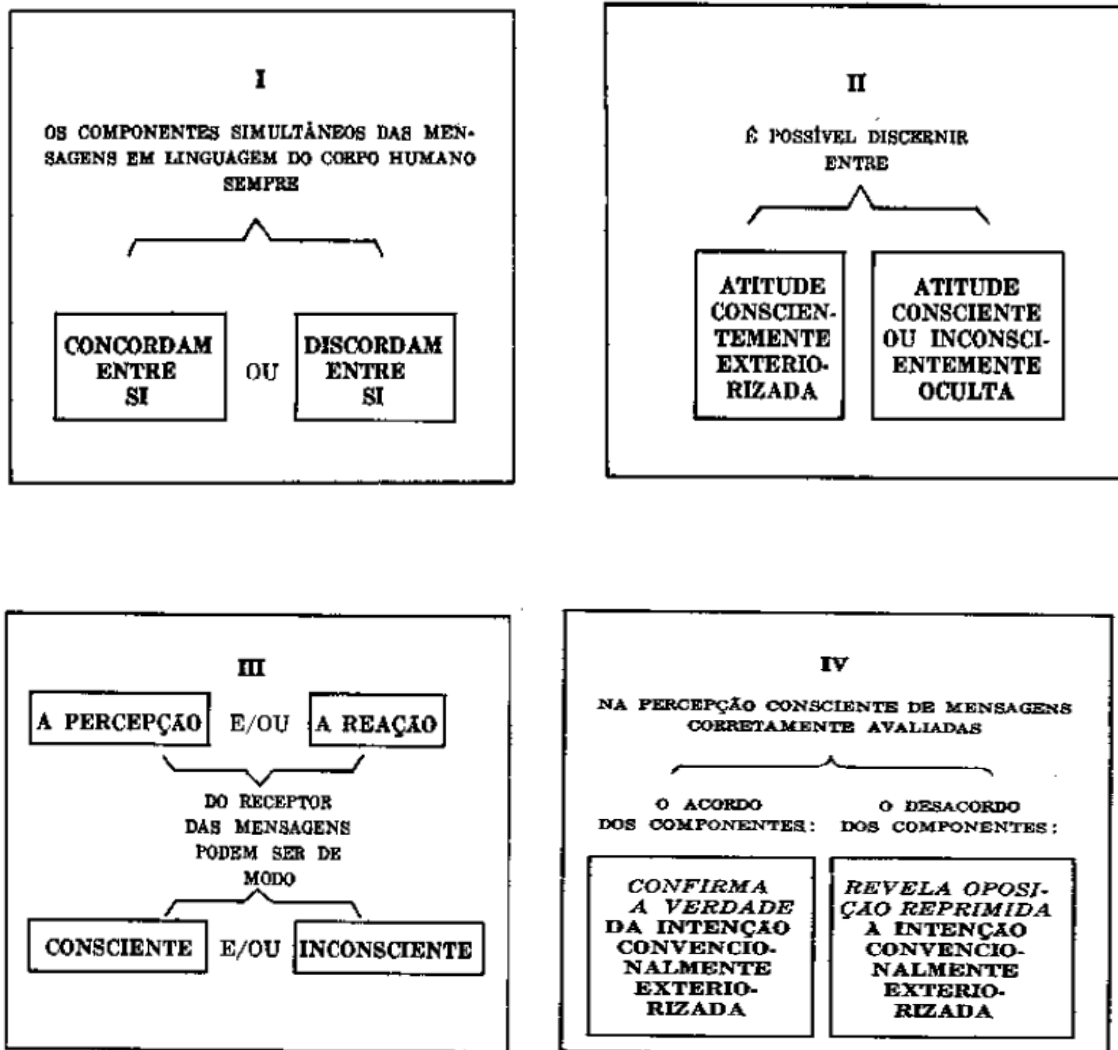 I
OS COMPONENTES SIMULTÂNEOS DAS MEN-
SAGENS EM LINGUAGEM DO CORPO HUMANO
SEMPRE
CONCORDAM
ENTRE
SI
OU
DISCORDAM
ENTRE
SI
II
É POSSÍVEL DISCERNIR
ENTRE
ATITUDE
CONSCIEN-
TEMENTE
EXTERIO-
RIZADA
ATITUDE
CONSCIENTE
OU INCONSCI-
ENTEMENTE
OCULTA
III
A PERCEPÇÃO E/OU A REAÇÃO
DO RECEPTOR
DAS MENSAGENS
PODEM SER DE
MODO
CONSCIENTE E/OU INCONSCIENTE
IV
NA PERCEPÇÃO CONSCIENTE DE MENSAGENS
CORRETAMENTE AVALIADAS
O ACORDO
DOS COMPONENTES:
CONFIRMA
A VERDADE
DA INTENÇÃO
CONVENCIO-
NALMENTE
EXTERIO-
RIZADA
O DESACORDO
DOS COMPONENTES:
REVELA OPOSI-
ÇÃO REPRIMIDA
A INTENÇÃO
CONVENCIO-
NALMENTE
EXTERIO-
RIZADA